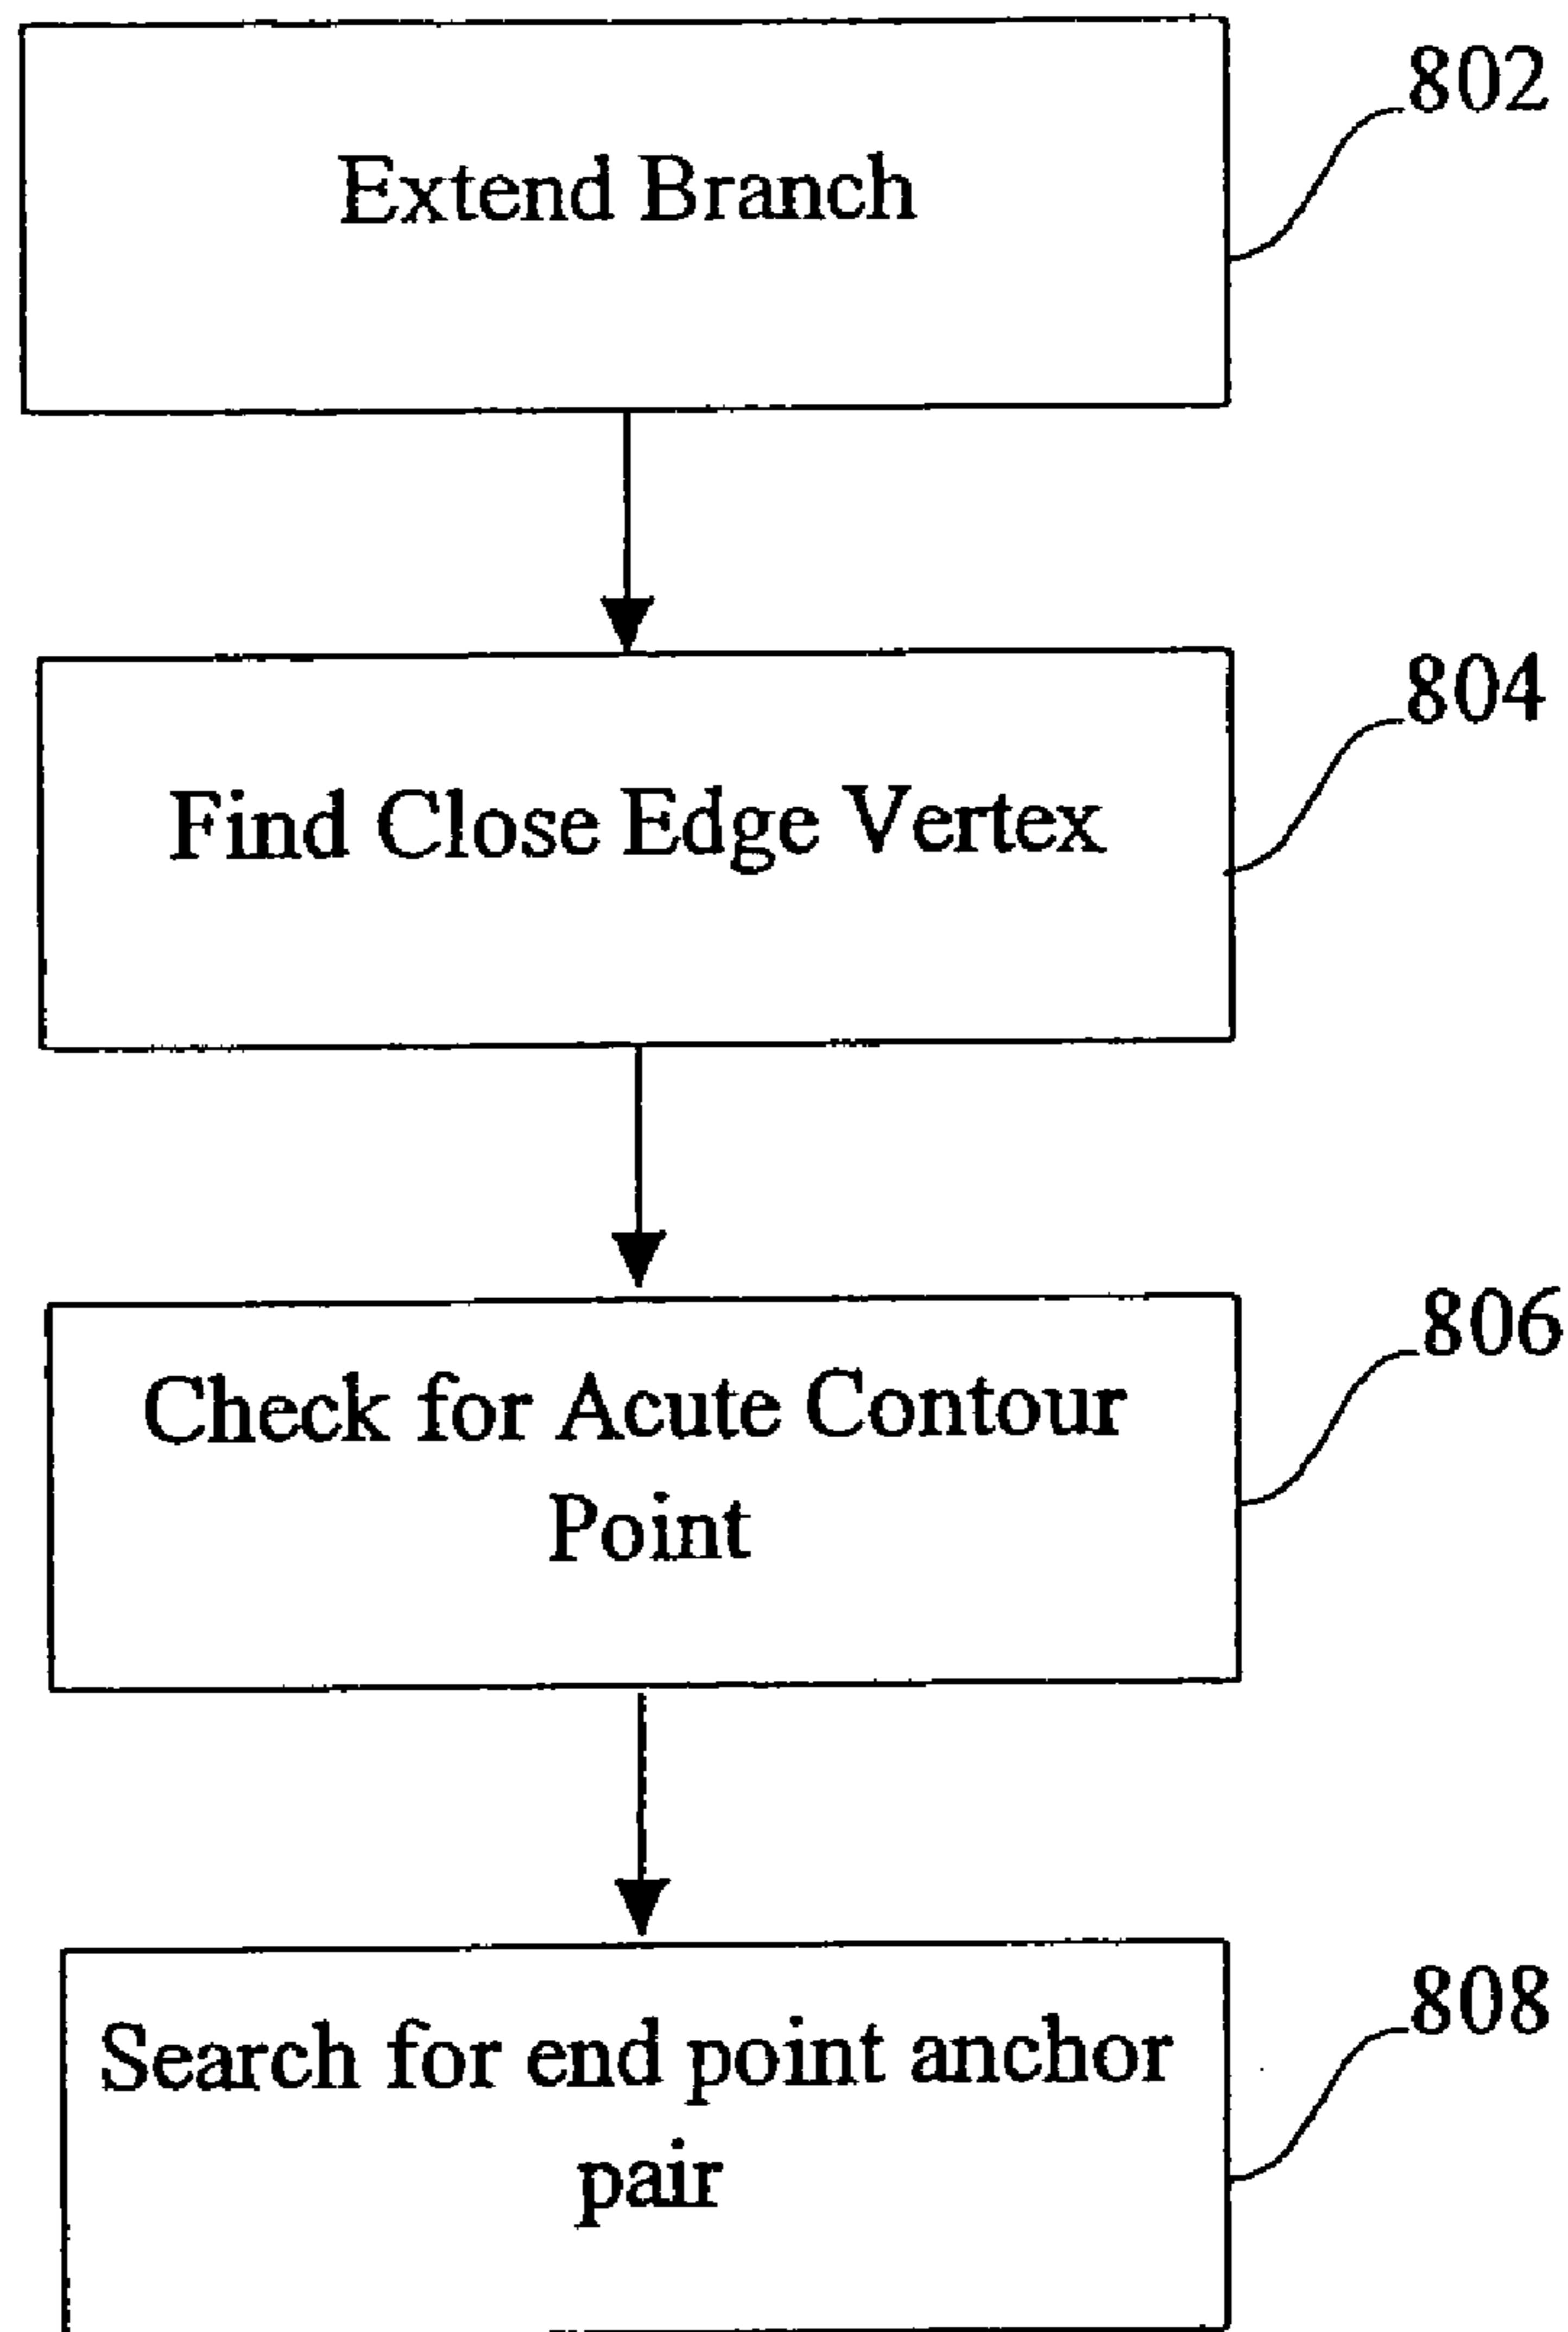 802
Extend Branch
804
Find Close Edge Vertex
806
Check for Acute Contour
Point
808
Search for end point anchor
pair